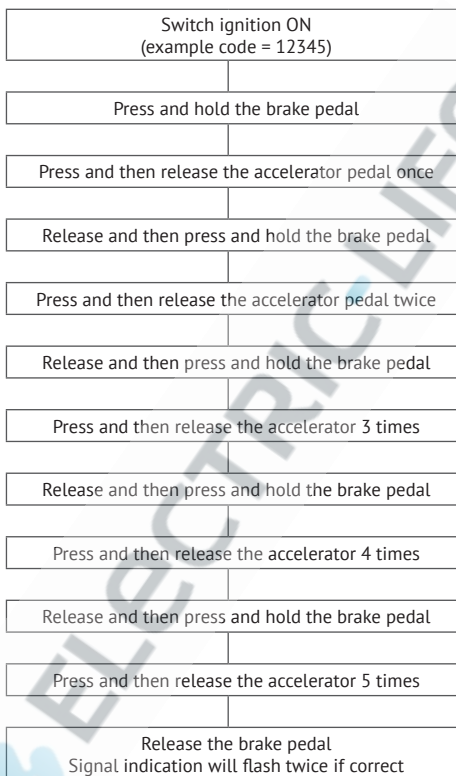 Switch ignition ON
(example code = 12345)
Press and hold the brake pedal
Press and then release the accelerator pedal once
Release and then press and hold the brake pedal
Press and then release the accelerator pedal twice
Release and then press and hold the brake pedal
Press and then release the accelerator 3 times
Release and then press and hold the brake pedal
Press and then release the accelerator 4 times
Release and then press and hold the brake pedal
Press and then release the accelerator 5 times
Release the brake pedal
Signal indication will flash twice if correct
ELECTRIC-LIFE